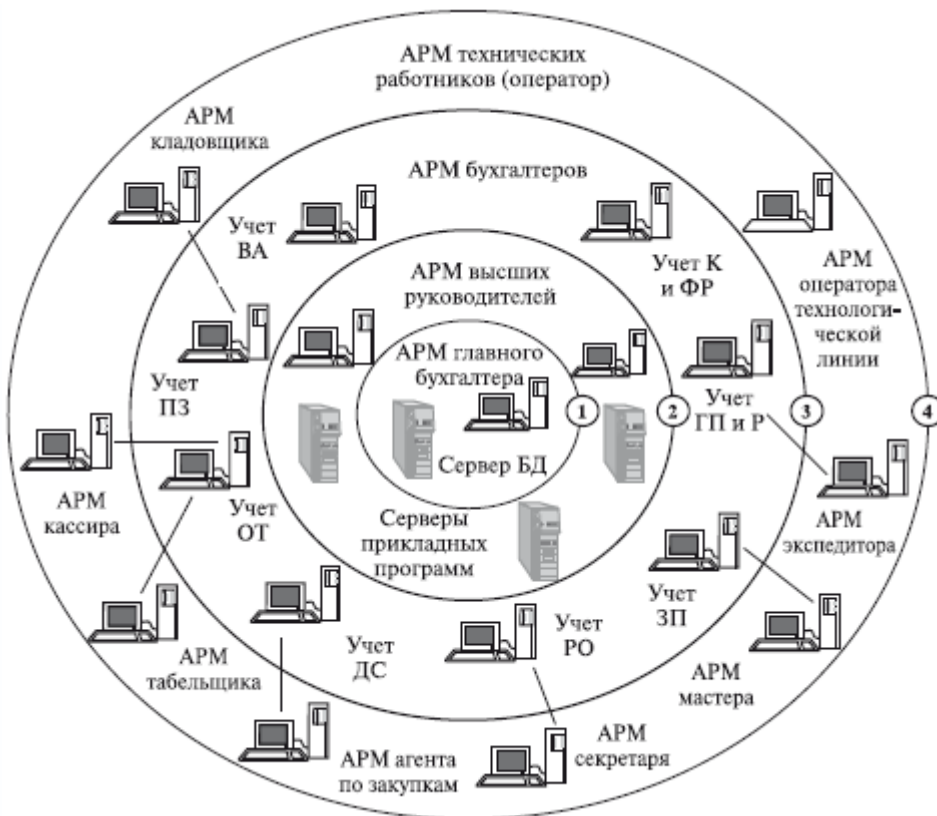 АРМ технических
работников (оператор)
АРМ
кладовщика
АРМ бухгалтеров
Учет
ВА
Учет К
и ФР
АРМ высших
руководителей
АРМ
оператора
технологи-
ческой
линии
АРМ главного
бухгалтера
Учет
ПЗ
1
2
3
4
Учет
ГП и Р
Сервер БД
АРМ
кассира
Учет
ОТ
Серверы
прикладных
программ
АРМ
экспедитора
Учет
ЗП
Учет
ДС
Учет
РО
АРМ
табельщика
АРМ
мастера
АРМ агента
по закупкам
АРМ
секретаря